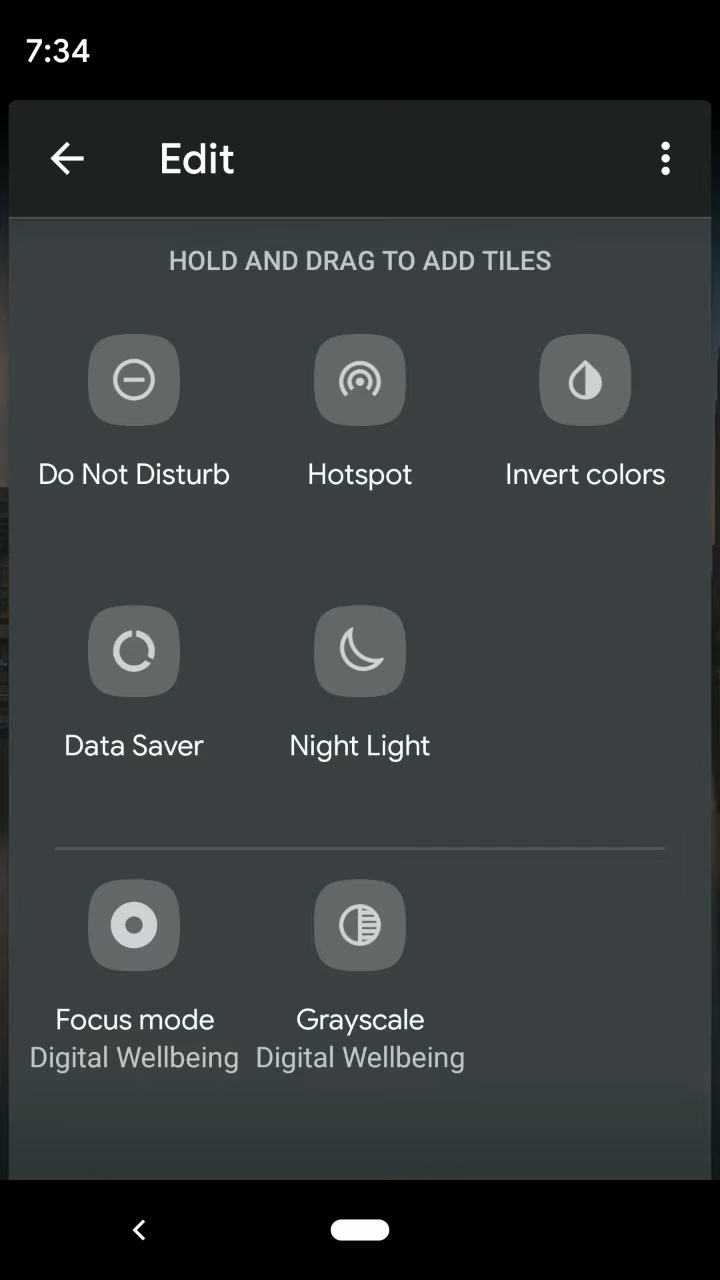 7:34
Edit
HOLD AND DRAG TO ADD TILES
Do Not Disturb
Hotspot
Invert colors
Data Saver
Night Light
Focus mode
Digital Wellbeing
Grayscale
Digital Wellbeing